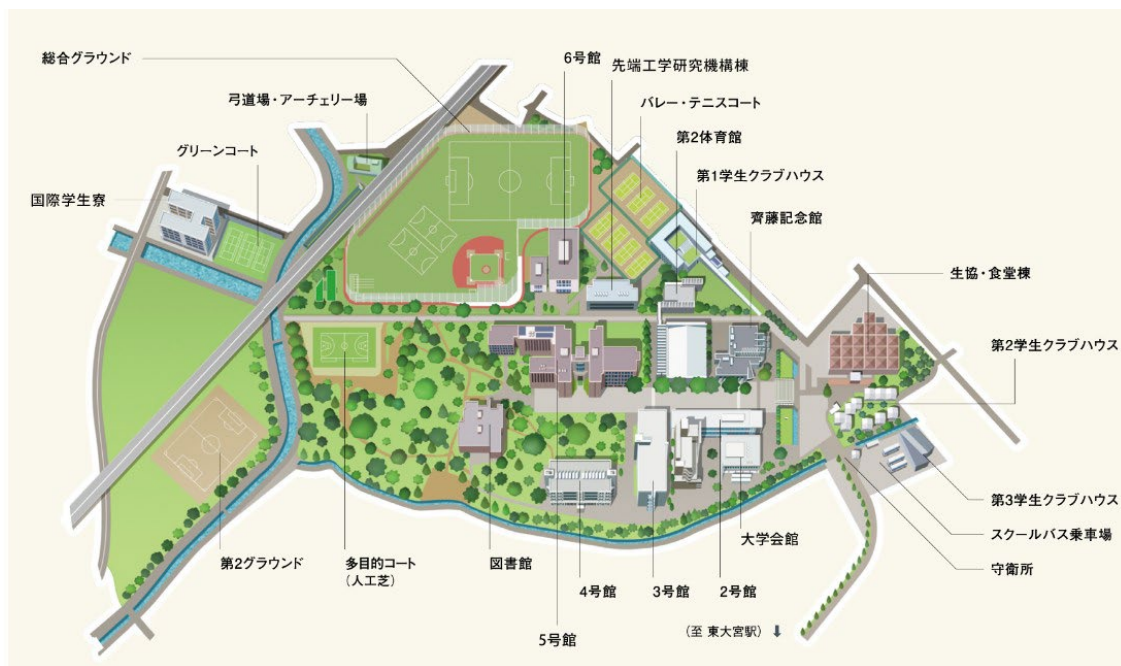 総合グラウンド
6号館
先端工学研究機構棟
弓道場・アーチェリー場
バレー・テニスコート
グリーンコート
第2体育館
国際学生寮
第1学生クラブハウス
齊藤記念館
生協・食堂棟
第2学生クラブハウス
第3学生クラブハウス
スクールバス乗車場
守衛所
大学会館
第2グラウンド
多目的コート
(人工芝)
図書館
4号館
3号館
2号館
5号館
(至 東大宮駅) ⬇